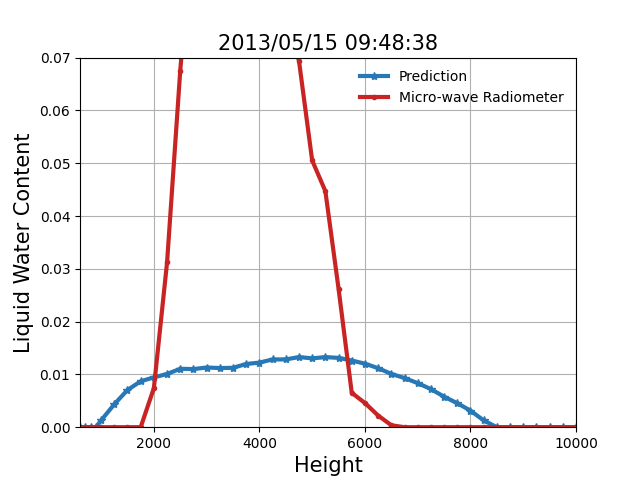 2013/05/15 09:48:38
Prediction
Micro-wave Radiometer
Liquid Water Content
0.07
0.06
0.05
0.04
0.03
0.02
0.01
0.00
2000 4000 6000 8000 10000
Height